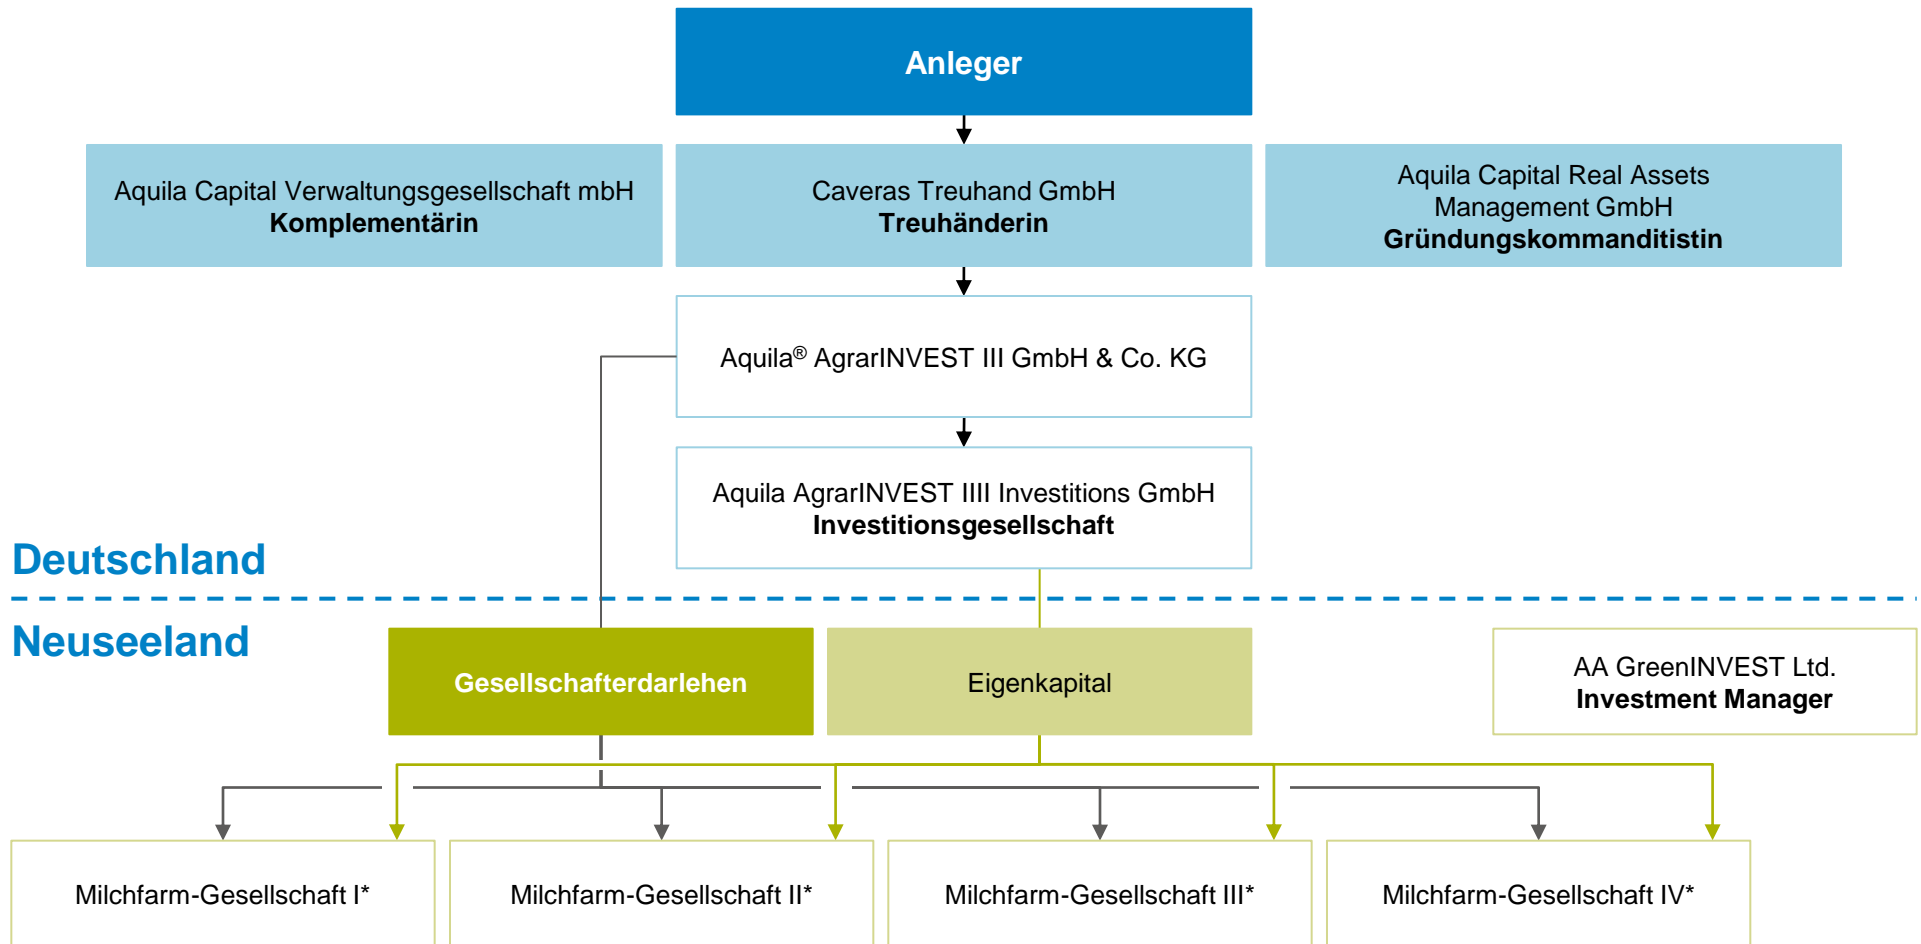 Anleger
Aquila Capital Verwaltungsgesellschaft mbH
Komplementärin
Caveras Treuhand GmbH
Treuhänderin
Aquila Capital Real Assets
Management GmbH
Gründungskommanditistin
Aquila® AgrarINVEST III GmbH & Co. KG
Aquila AgrarINVEST IIII Investitions GmbH
Investitionsgesellschaft
Deutschland
Neuseeland
Gesellschafterdarlehen
Eigenkapital
AA GreenINVEST Ltd.
Investment Manager
Milchfarm-Gesellschaft I*
Milchfarm-Gesellschaft II*
Milchfarm-Gesellschaft III*
Milchfarm-Gesellschaft IV*